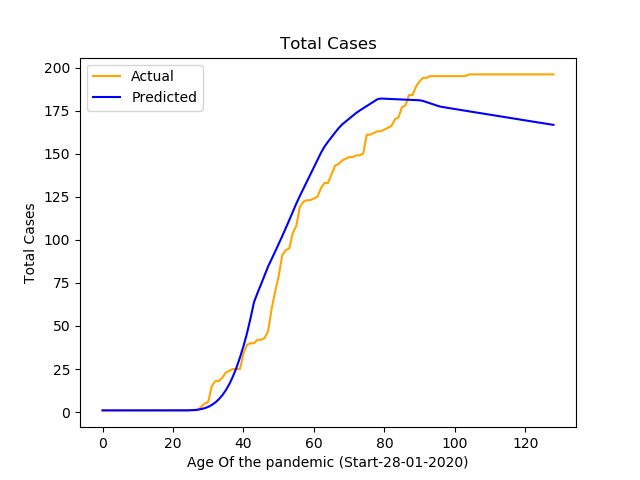 Total Cases
Actual
Predicted
200
175
150
125
100
75
50
25
0
Total Cases
0 20 40 60 80 100 120
Age Of the pandemic (Start-28-01-2020)